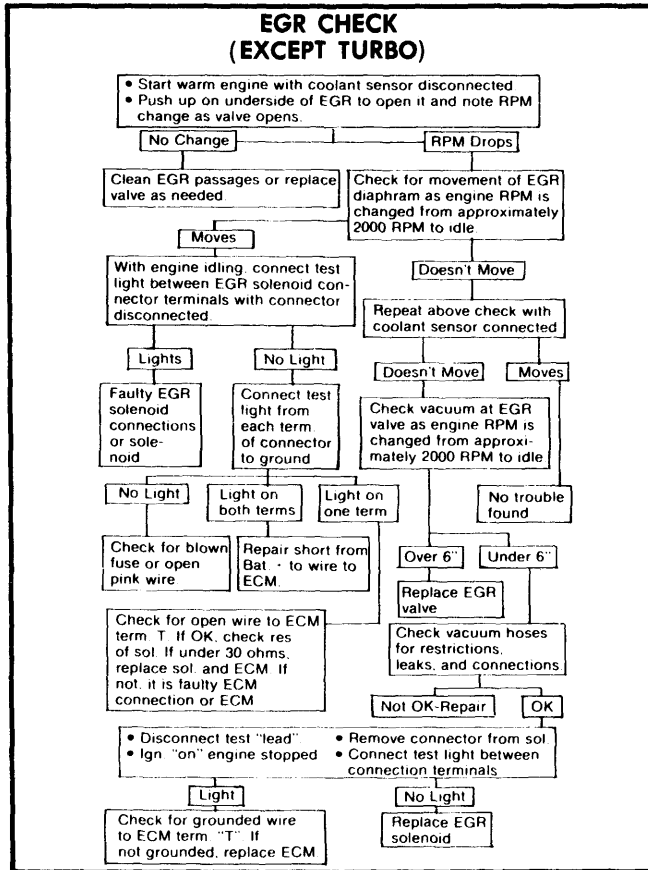 EGR CHECK
(EXCEPT TURBO)
• Start warm engine with coolant sensor disconnected
• Push up on underside of EGR to open it and note RPM
change as valve opens.
No Change
RPM Drops
Clean EGR passages or replace
valve as needed.
Check for movement of EGR
diaphram as engine RPM is
changed from approximately
2000 RPM to idle.
Moves
Doesn't Move
With engine idling, connect test
light between EGR solenoid con-
nector terminals with connector
disconnected.
Repeat above check with
coolant sensor connected
Lights
No Light
Doesn't Move
Moves
Faulty EGR
solenoid
connections
or sole-
noid
Connect test
light from
each term.
of connector
to ground
Check vacuum at EGR
valve as engine RPM is
changed from approxi-
mately 2000 RPM to idle
No trouble
found
No Light
Light on
both terms
Light on
one term
Over 6"
Under 6"
Check for blown
fuse or open
pink wire
Repair short from
Bat. - to wire to
ECM.
Replace EGR
valve
Check for open wire to ECM
term. T. If OK, check res
of sol. If under 30 ohms,
replace sol. and ECM. If
not, it is faulty ECM
connection or ECM
Check vacuum hoses
for restrictions,
leaks, and connections
Not OK-Repair
OK
• Disconnect test "lead"
• Ign. "on" engine stopped
• Remove connector from sol.
• Connect test light between
connection terminals
Light
No Light
Check for grounded wire
to ECM term. "T". If
not grounded, replace ECM.
Replace EGR
solenoid